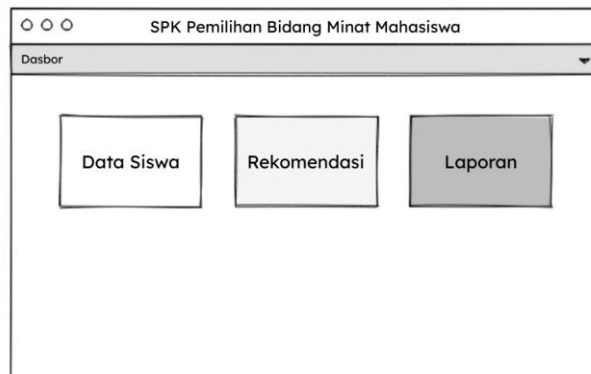 SPK Pemilihan Bidang Minat Mahasiswa
Dasbor
Data Siswa
Rekomendasi
Laporan